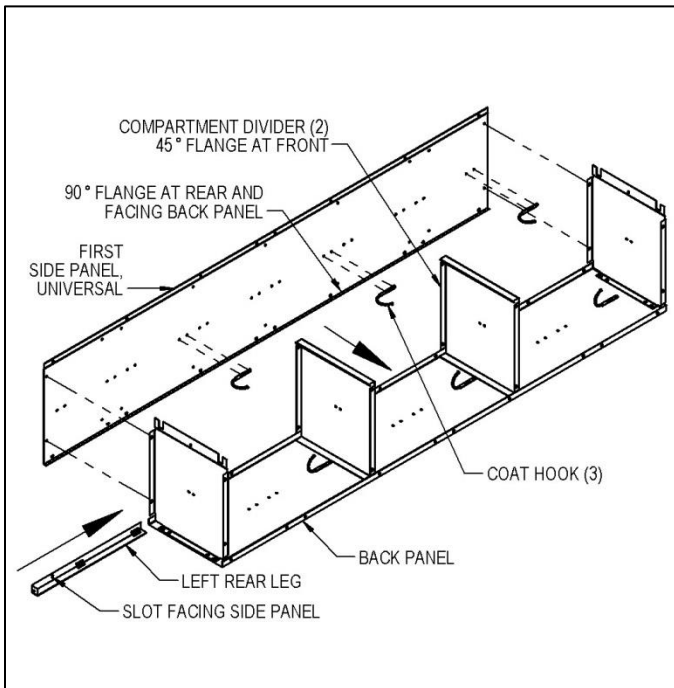 COMPARTMENT DIVIDER (2)
45° FLANGE AT FRONT
90° FLANGE AT REAR AND
FACING BACK PANEL
FIRST
SIDE PANEL,
UNIVERSAL
COAT HOOK (3)
BACK PANEL
LEFT REAR LEG
SLOT FACING SIDE PANEL